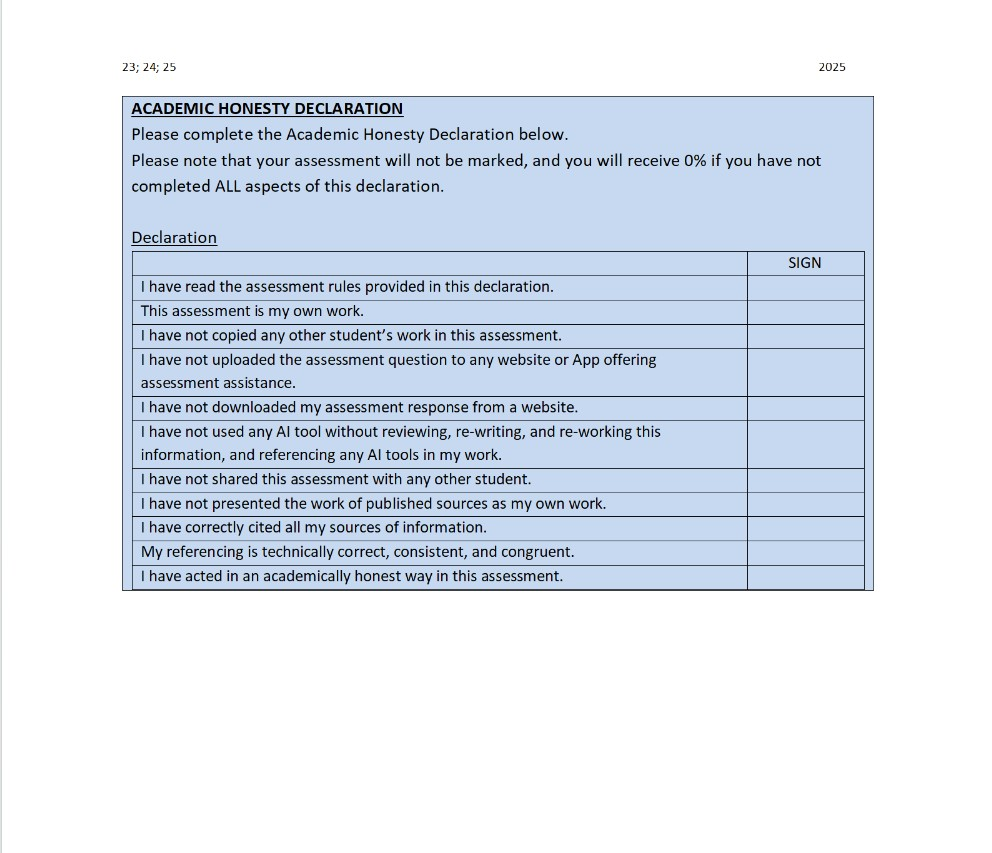 23; 24; 25 2025
ACADEMIC HONESTY DECLARATION
Please complete the Academic Honesty Declaration below.
Please note that your assessment will not be marked, and you will receive 0% if you have not
completed ALL aspects of this declaration.
Declaration
SIGN
I have read the assessment rules provided in this declaration.
This assessment is my own work.
I have not copied any other student’s work in this assessment.
I have not uploaded the assessment question to any website or App offering
assessment assistance.
I have not downloaded my assessment response from a website.
I have not used any AI tool without reviewing, re-writing, and re-working this
information, and referencing any AI tools in my work.
I have not shared this assessment with any other student.
I have not presented the work of published sources as my own work.
I have correctly cited all my sources of information.
My referencing is technically correct, consistent, and congruent.
I have acted in an academically honest way in this assessment.